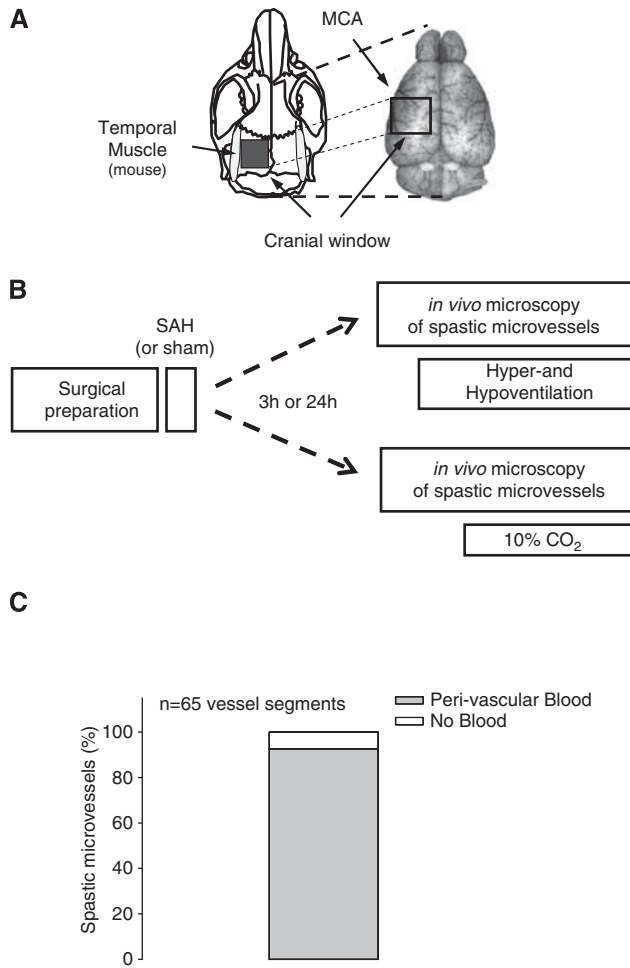 A
MCA
Temporal
Muscle
(mouse)
Cranial window
B
SAH
(or sham)
Surgical
preparation
3h or 24h
in vivo microscopy
of spastic microvessels
Hyper-and
Hypoventilation
in vivo microscopy
of spastic microvessels
10% CO₂
C
n=65 vessel segments
Peri-vascular Blood
No Blood
Spastic microvessels (%)
100
80
60
40
20
0